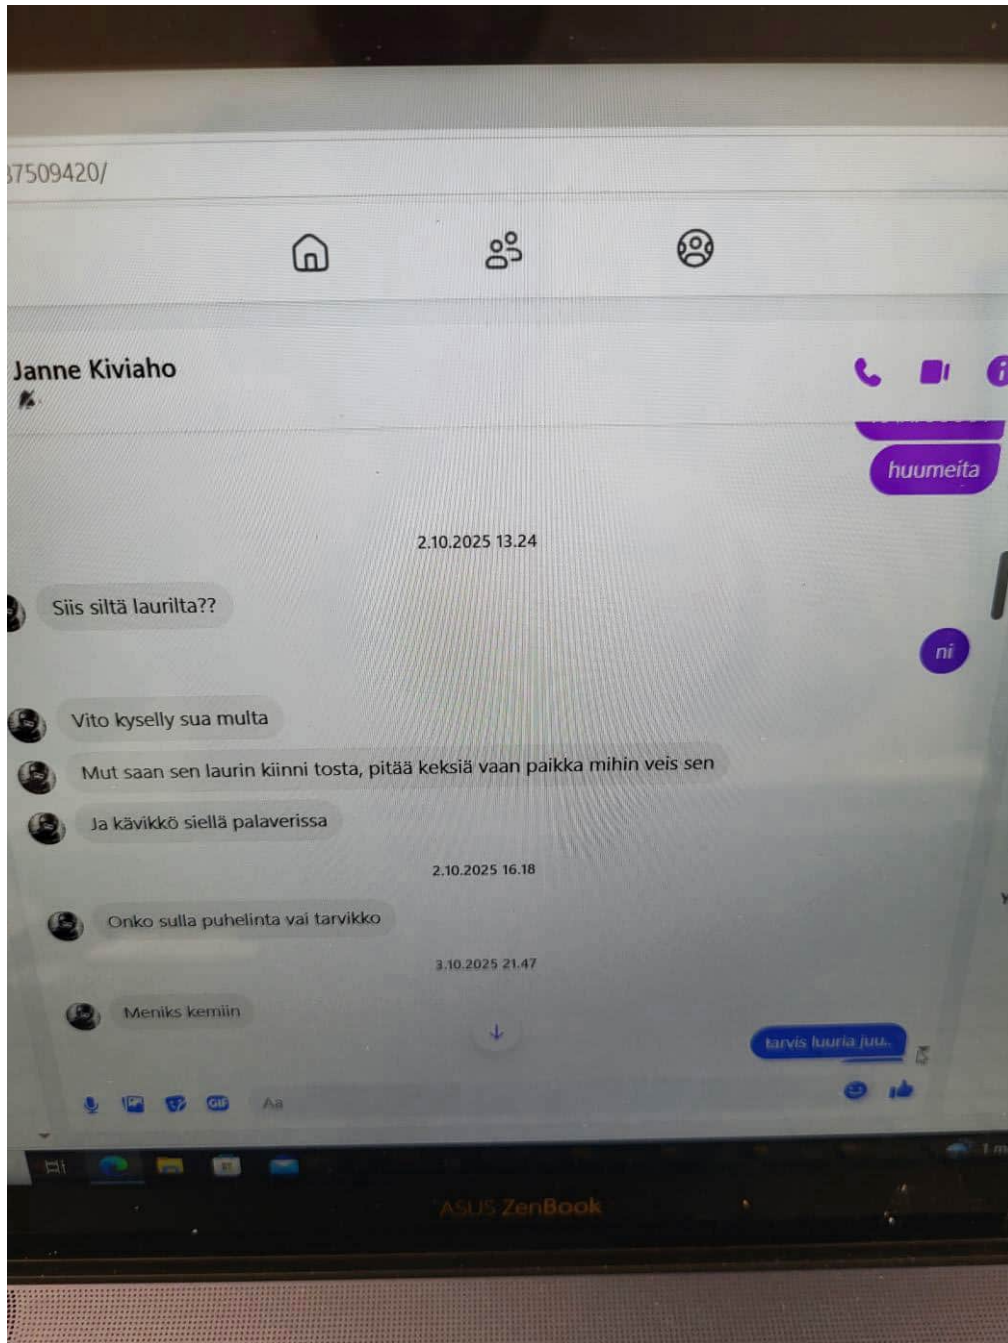 37509420/
Janne Kiviaho
huumeita
2.10.2025 13.24
Siis siltä laurilta??
ni
Vito kyselly sua multa
Mut saan sen laurin kiinni tosta, pitää keksiä vaan paikka mihin veis sen
Ja kävikkö siellä palaverissa
2.10.2025 16.18
Onko sulla puhelinta vai tarvikko
3.10.2025 21.47
Meniks kemiin
tarvis luuria juu..
GIF
Aa
ASUS ZenBook